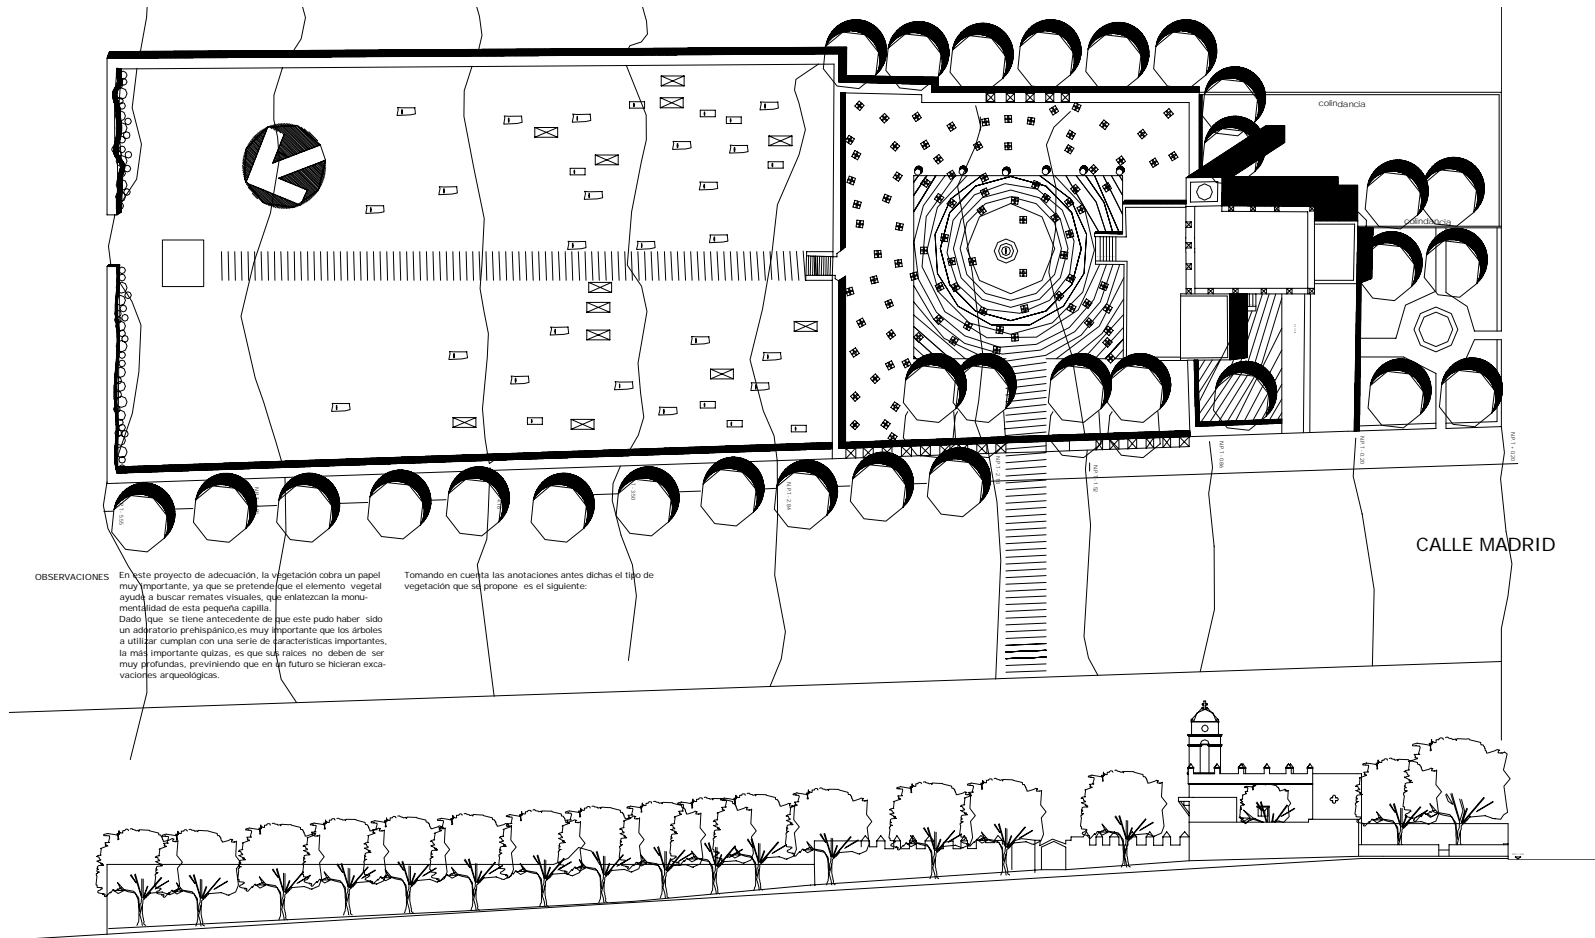 colindancia
colindancia
CALLE MADRID
OBSERVACIONES
En este proyecto de adecuación, la vegetación cobra un papel
muy importante, ya que se pretende que el elemento vegetal
ayude a buscar remates visuales, que enlatezcan la monu-
mentalidad de esta pequeña capilla.
Dado que se tiene antecedente de que este pudo haber sido
un adoratorio prehispánico,es muy importante que los árboles
a utilizar cumplan con una serie de características importantes,
la más importante quizas, es que sus raices no deben de ser
muy profundas, previniendo que en un futuro se hicieran exca-
vaciones arqueológicas.
Tomando en cuenta las anotaciones antes dichas el tipo de
vegetación que se propone es el siguiente: